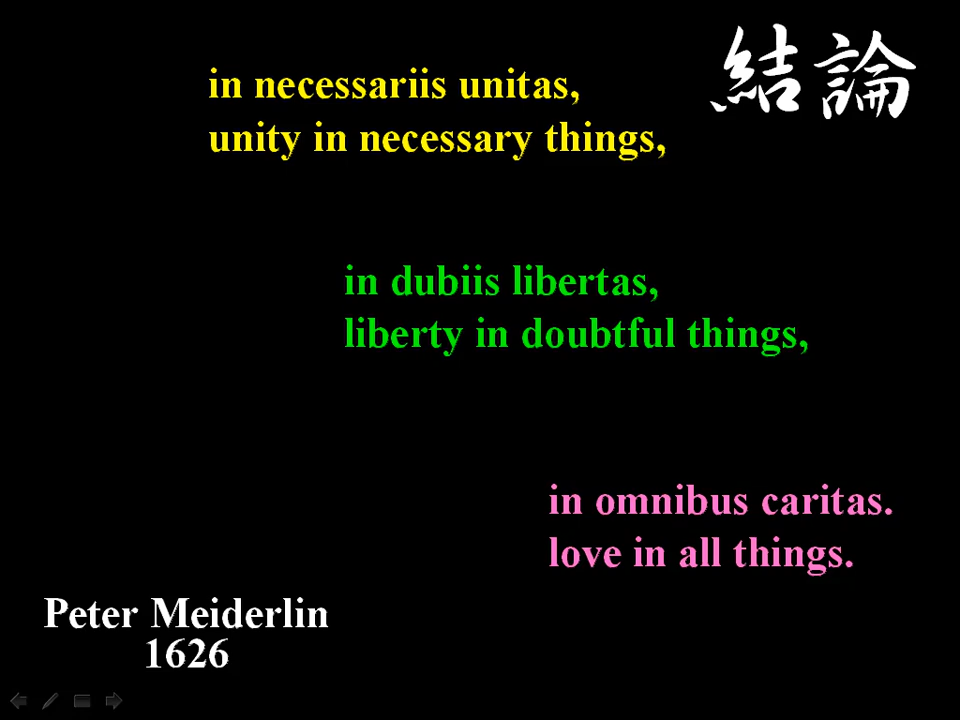 結論
in necessariis unitas,
unity in necessary things,
in dubiis libertas,
liberty in doubtful things,
in omnibus caritas.
love in all things.
Peter Meiderlin
1626